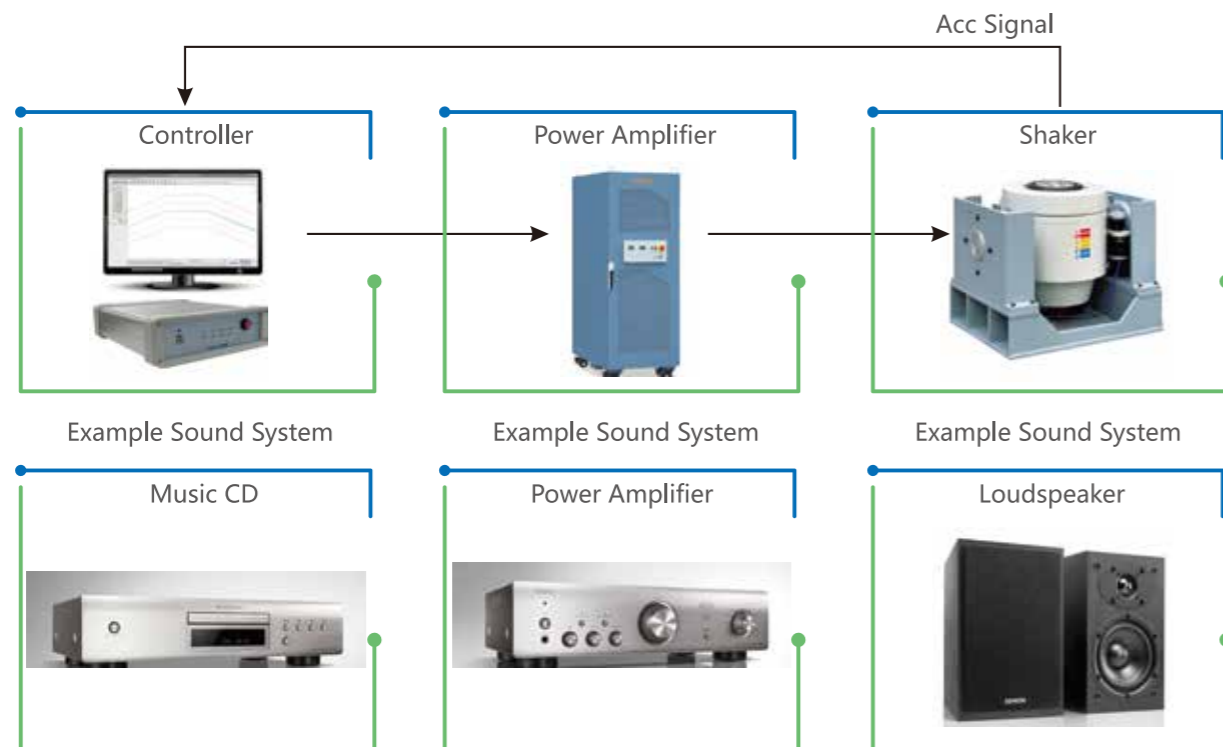 Acc Signal
Controller
Power Amplifier
Shaker
Example Sound System
Example Sound System
Example Sound System
Music CD
Power Amplifier
Loudspeaker
DENON